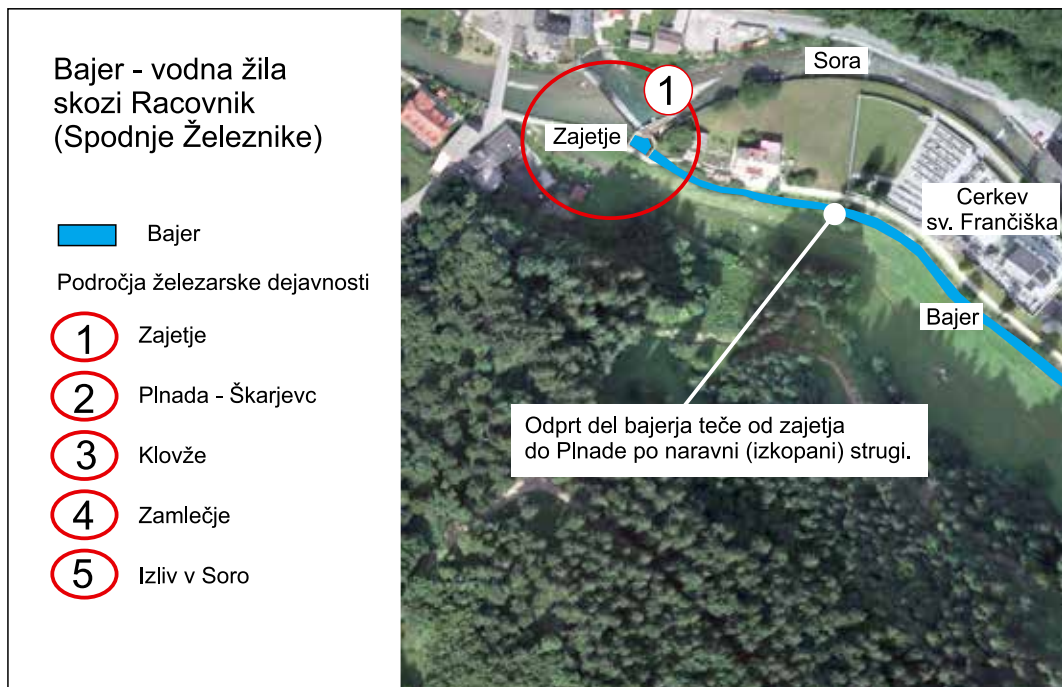 Bajer - vodna žila
skozi Racovnik
(Spodnje Železnike)
Bajer
Področja železarske dejavnosti
1 Zajetje
2 Plnada - Škarjevc
3 Klovže
4 Zamlečje
5 Izliv v Soro
Sora
1
Zajetje
Cerkev
sv. Frančiška
Bajer
Odprt del bajerja teče od zajetja
do Plnade po naravni (izkopani) strugi.